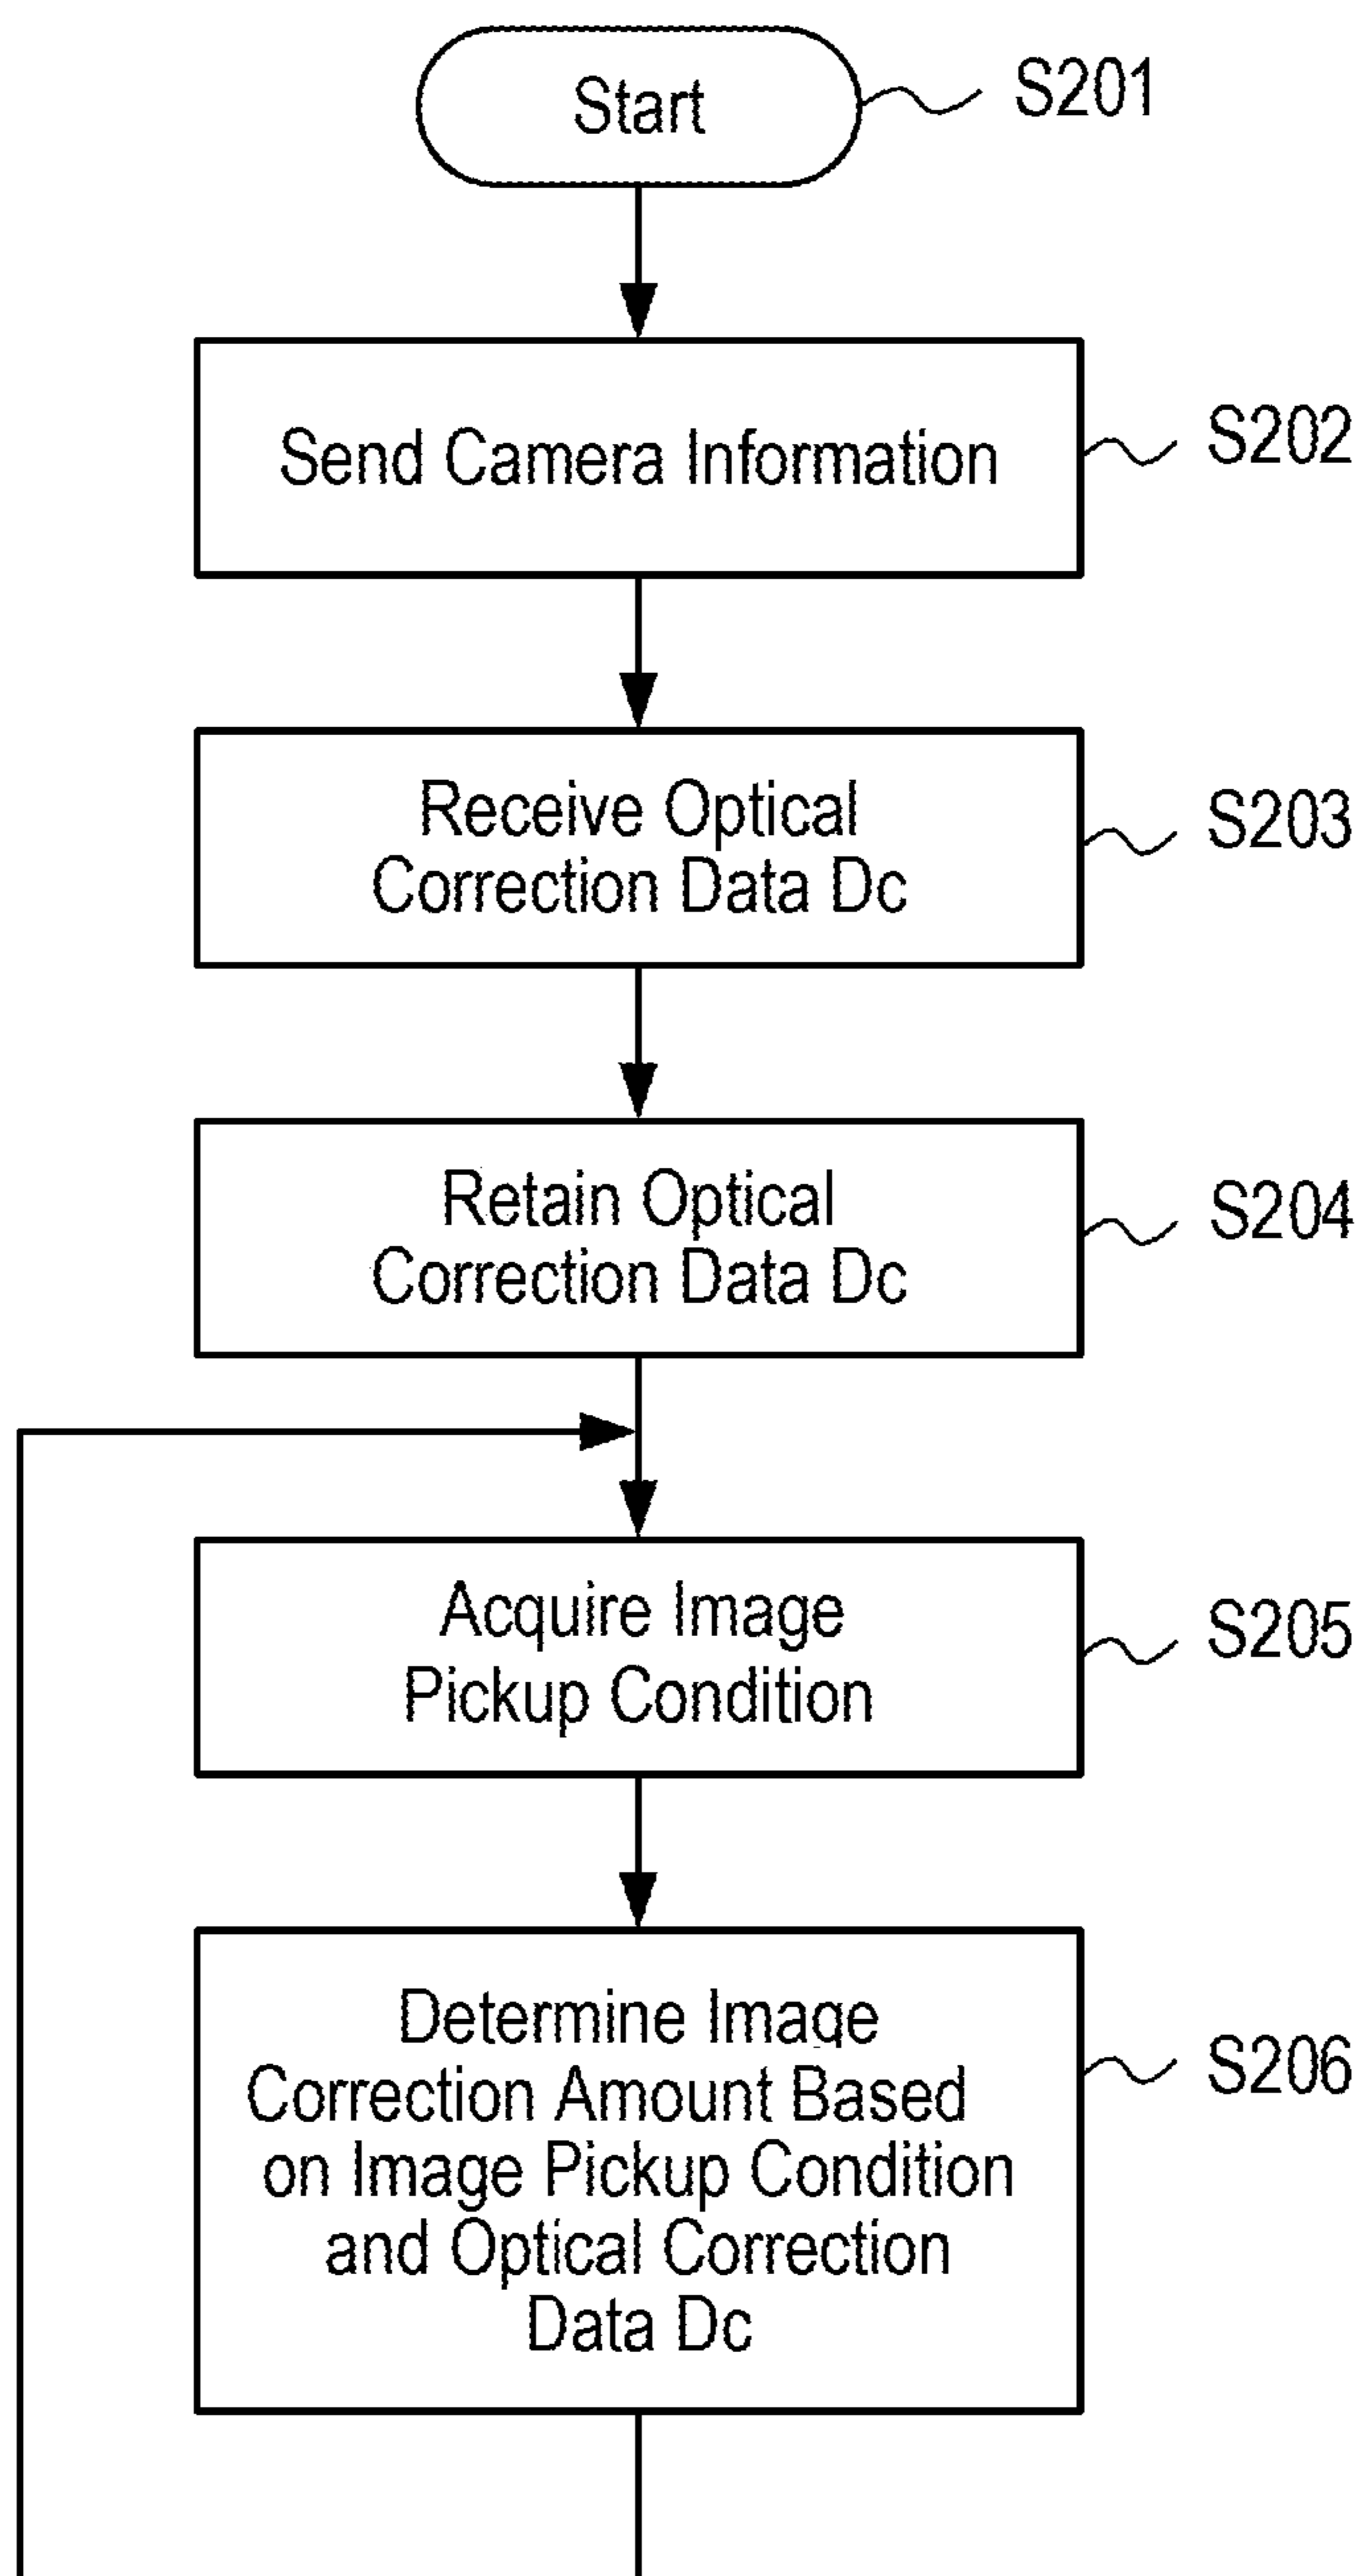 Start
S201
Send Camera Information
S202
Receive Optical
Correction Data Dc
S203
Retain Optical
Correction Data Dc
S204
Acquire Image
Pickup Condition
S205
Determine Image
Correction Amount Based
on Image Pickup Condition
and Optical Correction
Data Dc
S206